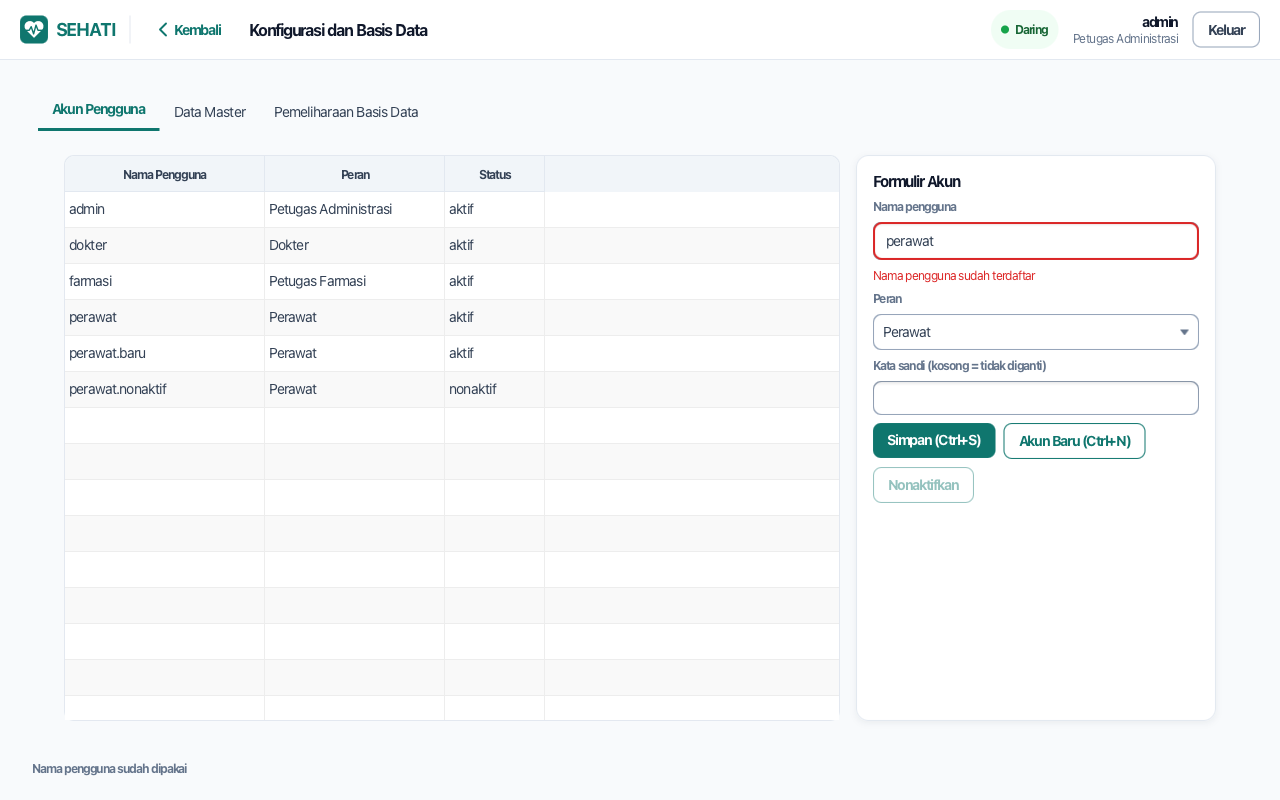 SEHATI
Kembali
Konfigurasi dan Basis Data
Daring
admin
Petugas Administrasi
Keluar
Akun Pengguna
Data Master
Pemeliharaan Basis Data
Nama Pengguna Peran Status
admin Petugas Administrasi aktif
dokter Dokter aktif
farmasi Petugas Farmasi aktif
perawat Perawat aktif
perawat.baru Perawat aktif
perawat.nonaktif Perawat nonaktif
Formulir Akun
Nama pengguna
perawat
Nama pengguna sudah terdaftar
Peran
Perawat
Kata sandi (kosong = tidak diganti)
Simpan (Ctrl+S)
Akun Baru (Ctrl+N)
Nonaktifkan
Nama pengguna sudah dipakai